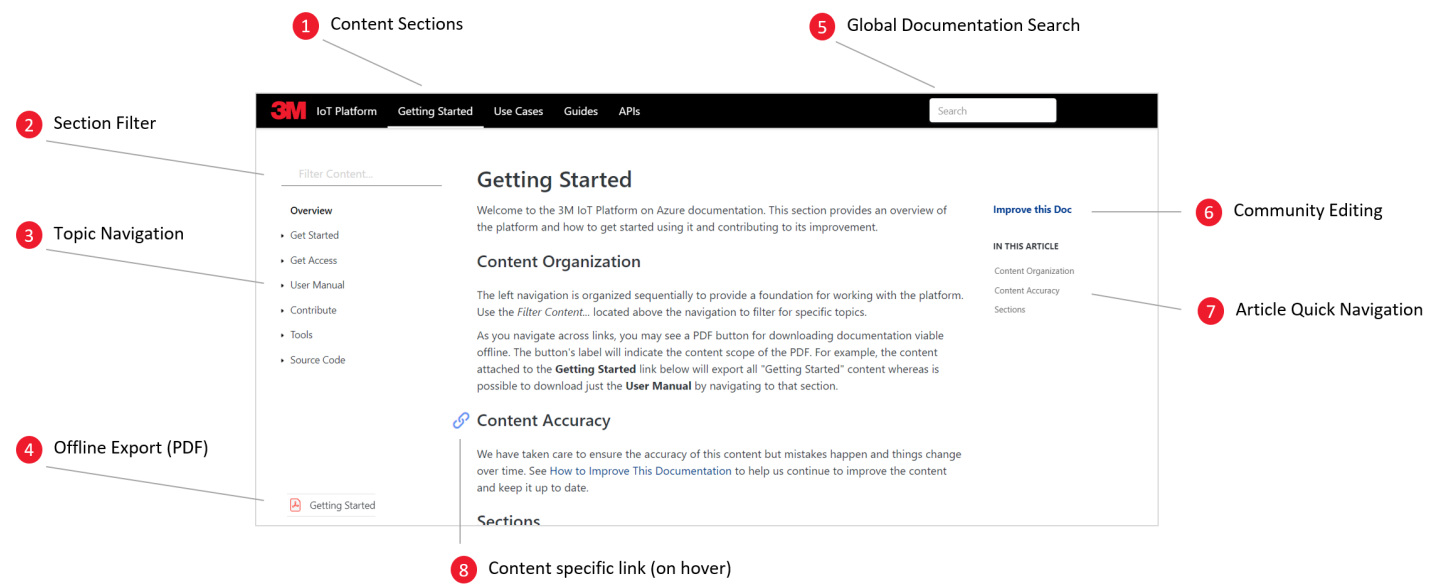 1 Content Sections
5 Global Documentation Search
3M IoT Platform Getting Started Use Cases Guides APIs Search
2 Section Filter
Filter Content...
Overview
Get Started
Get Access
User Manual
Contribute
Tools
Source Code
3 Topic Navigation
4 Offline Export (PDF)
Getting Started
Getting Started
Welcome to the 3M IoT Platform on Azure documentation. This section provides an overview of
the platform and how to get started using it and contributing to its improvement.
Content Organization
The left navigation is organized sequentially to provide a foundation for working with the platform.
Use the Filter Content... located above the navigation to filter for specific topics.
As you navigate across links, you may see a PDF button for downloading documentation viable
offline. The button's label will indicate the content scope of the PDF. For example, the content
attached to the Getting Started link below will export all "Getting Started" content whereas is
possible to download just the User Manual by navigating to that section.
Content Accuracy
We have taken care to ensure the accuracy of this content but mistakes happen and things change
over time. See How to Improve This Documentation to help us continue to improve the content
and keep it up to date.
Sections
Improve this Doc
IN THIS ARTICLE
Content Organization
Content Accuracy
Sections
6 Community Editing
7 Article Quick Navigation
8 Content specific link (on hover)